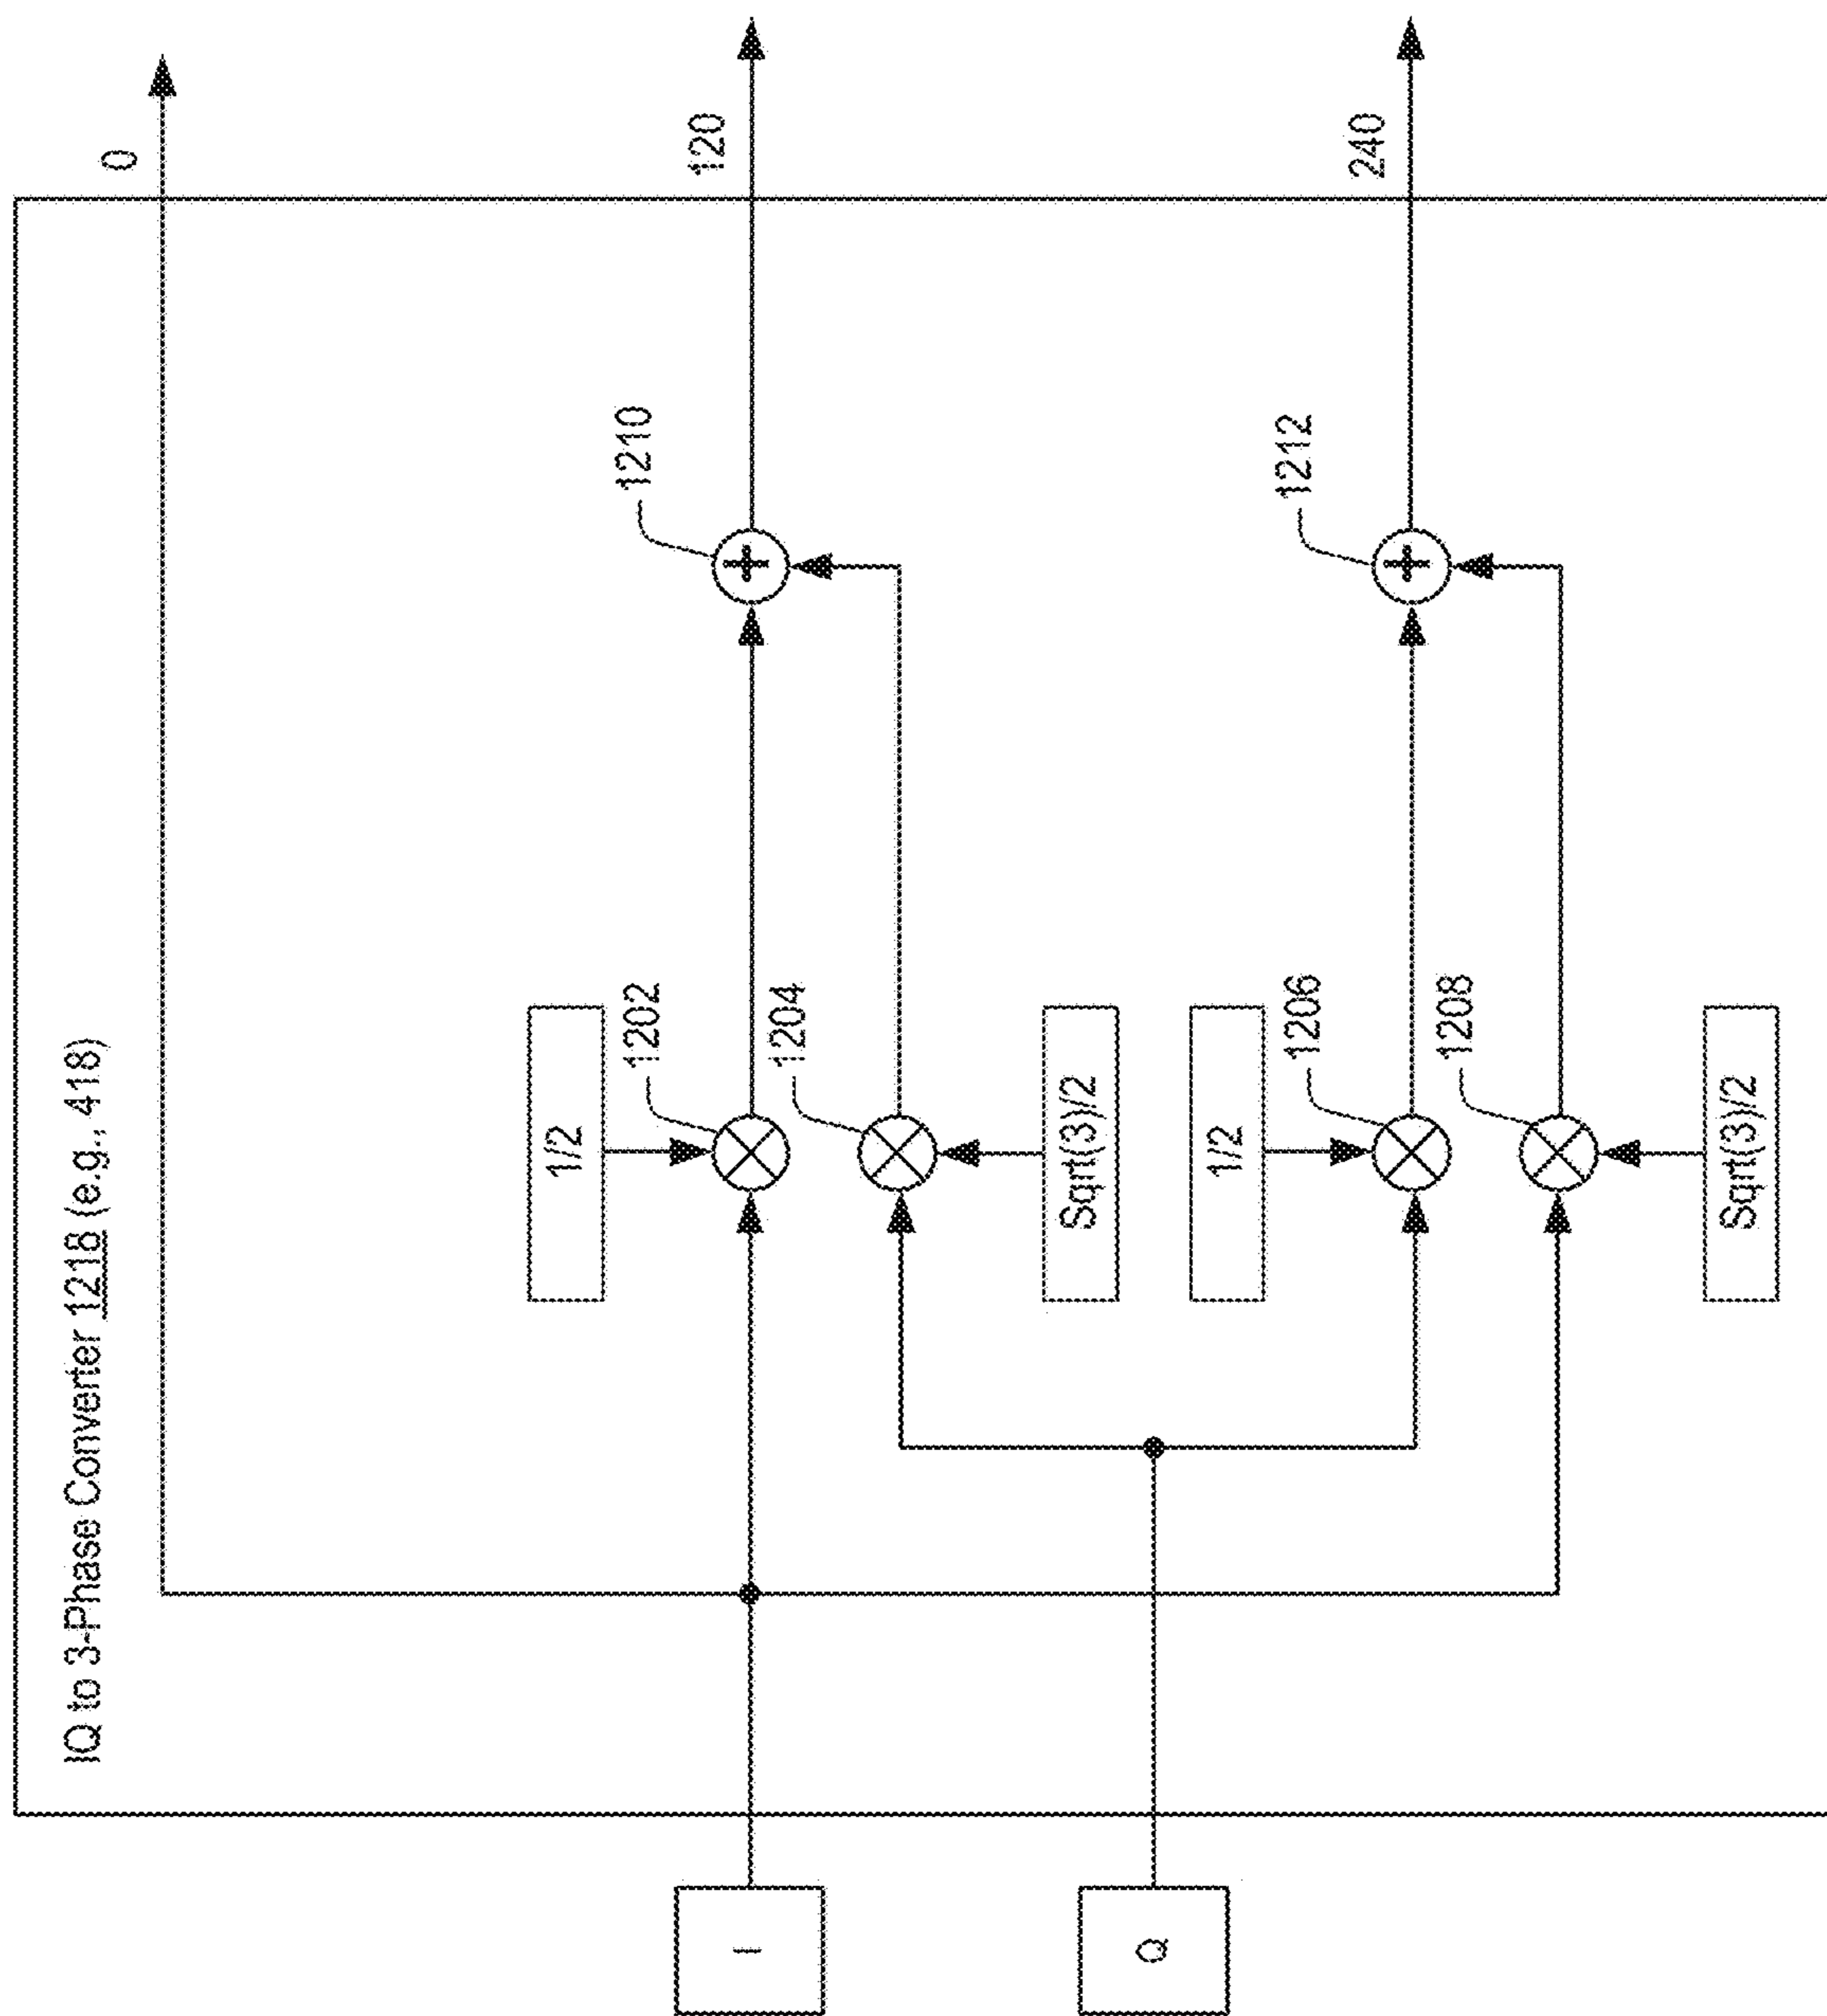 IQ to 3-Phase Converter 1218 (e.g., 418)
0
I
1/2
1202
1210
120
1204
Sqrt(3)/2
Q
1/2
1206
1212
240
1208
Sqrt(3)/2